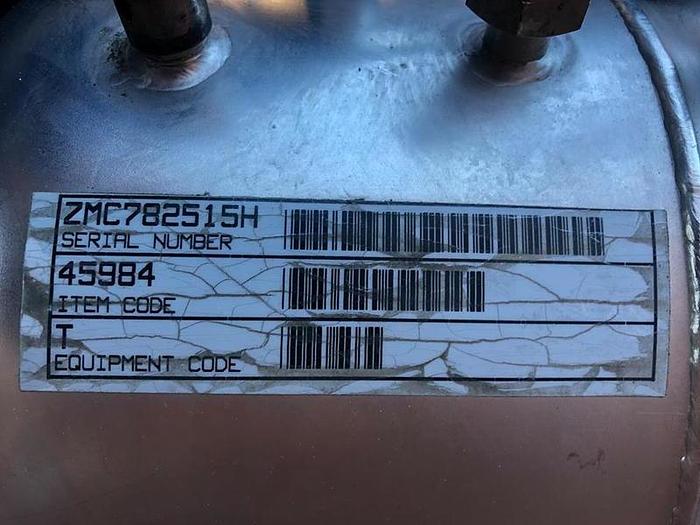 ZMC782515H
SERIAL NUMBER
45984
ITEM CODE
T
EQUIPMENT CODE